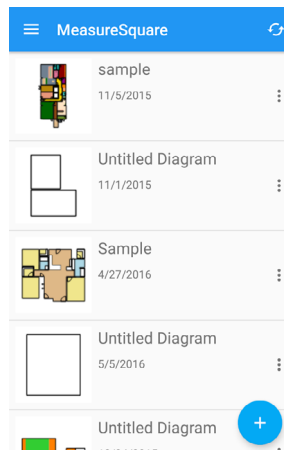 MeasureSquare
sample
11/5/2015
Untitled Diagram
11/1/2015
Sample
4/27/2016
Untitled Diagram
5/5/2016
Untitled Diagram